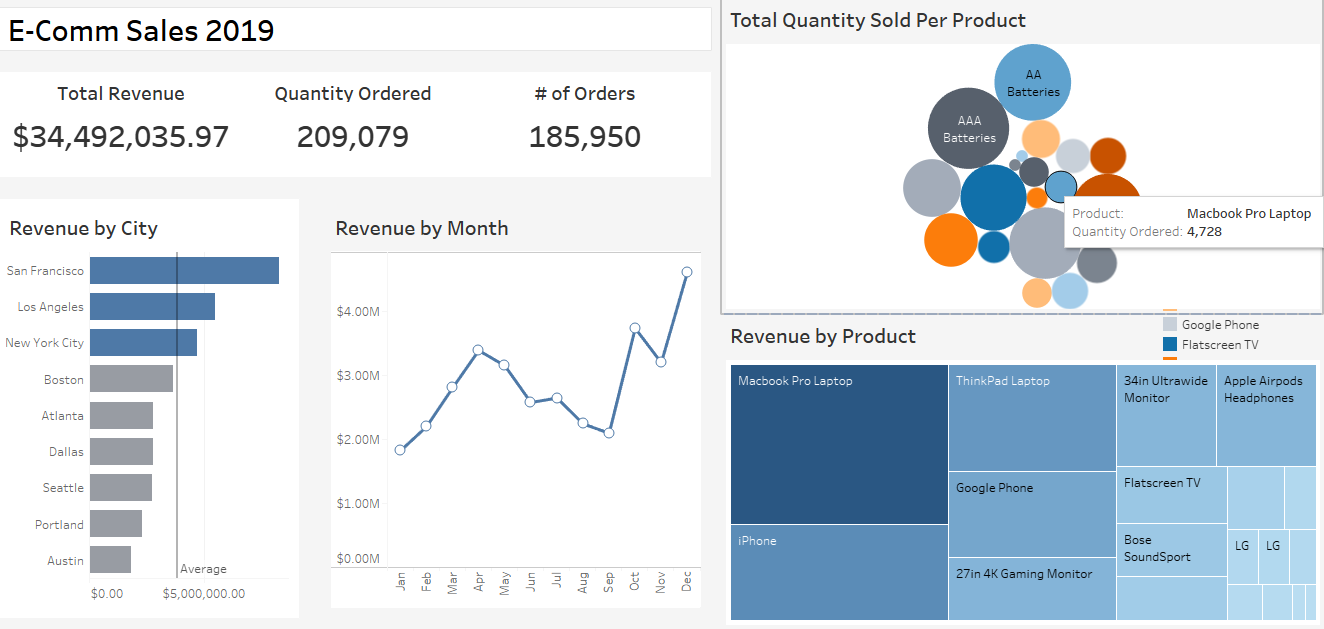 E-Comm Sales 2019
Total Revenue
$34,492,035.97
Quantity Ordered
209,079
# of Orders
185,950
Revenue by City
San Francisco
Los Angeles
New York City
Boston
Atlanta
Dallas
Seattle
Portland
Austin
Average
$0.00
$5,000,000.00
Revenue by Month
$4.00M
$3.00M
$2.00M
$1.00M
$0.00M
Jan
Feb
Mar
Apr
May
Jun
Jul
Aug
Sep
Oct
Nov
Dec
Total Quantity Sold Per Product
AA
Batteries
AAA
Batteries
Product: Macbook Pro Laptop
Quantity Ordered: 4,728
Google Phone
Flatscreen TV
Revenue by Product
Macbook Pro Laptop
iPhone
ThinkPad Laptop
Google Phone
27in 4K Gaming Monitor
34in Ultrawide
Monitor
Apple Airpods
Headphones
Flatscreen TV
Bose
SoundSport
LG
LG